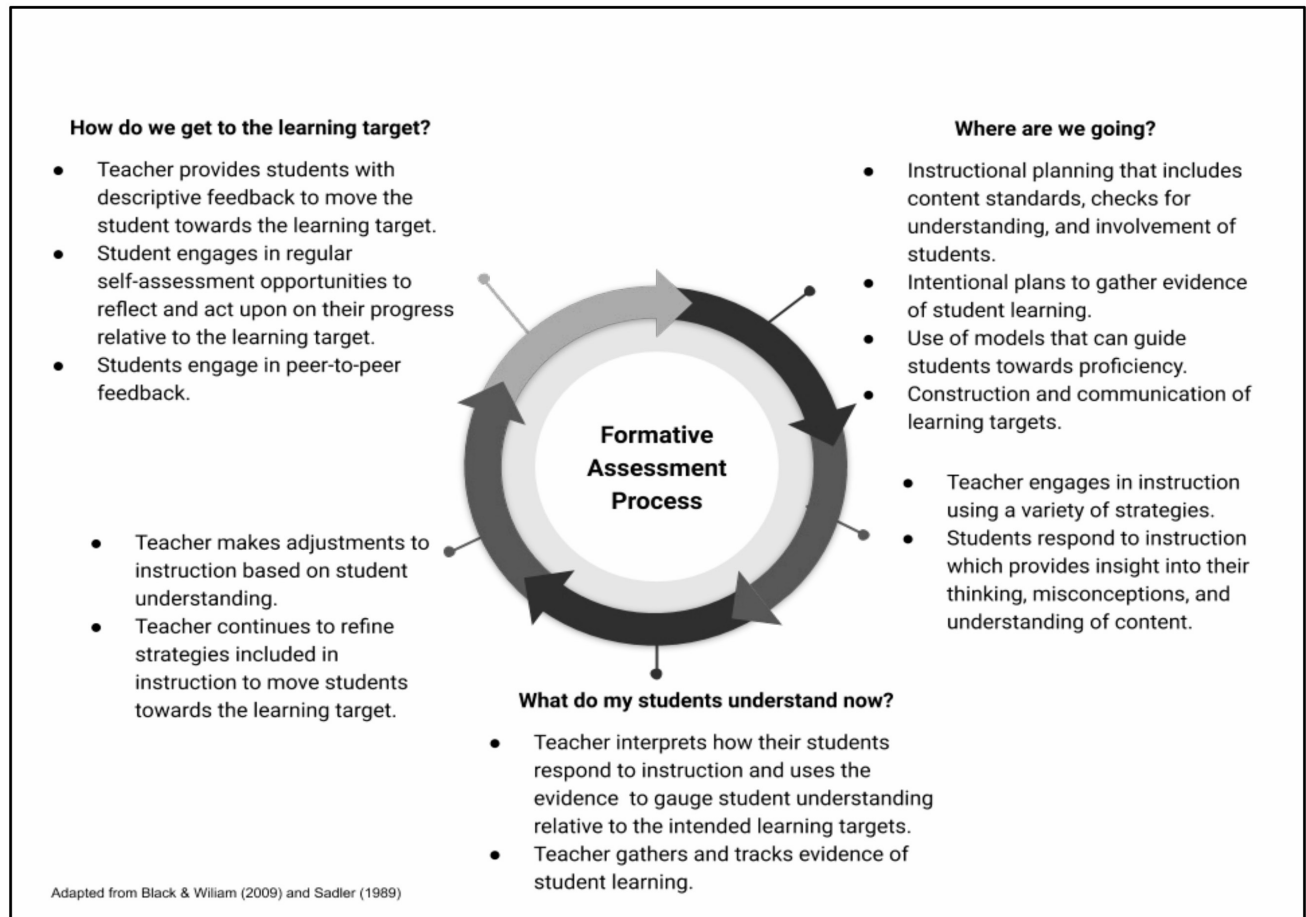 How do we get to the learning target?
● Teacher provides students with
descriptive feedback to move the
student towards the learning target.
● Student engages in regular
self-assessment opportunities to
reflect and act upon on their progress
relative to the learning target.
● Students engage in peer-to-peer
feedback.
Where are we going?
● Instructional planning that includes
content standards, checks for
understanding, and involvement of
students.
● Intentional plans to gather evidence
of student learning.
● Use of models that can guide
students towards proficiency.
● Construction and communication of
learning targets.
Formative
Assessment
Process
● Teacher engages in instruction
using a variety of strategies.
● Students respond to instruction
which provides insight into their
thinking, misconceptions, and
understanding of content.
● Teacher makes adjustments to
instruction based on student
understanding.
● Teacher continues to refine
strategies included in
instruction to move students
towards the learning target.
What do my students understand now?
● Teacher interprets how their students
respond to instruction and uses the
evidence to gauge student understanding
relative to the intended learning targets.
● Teacher gathers and tracks evidence of
student learning.
Adapted from Black & Wiliam (2009) and Sadler (1989)